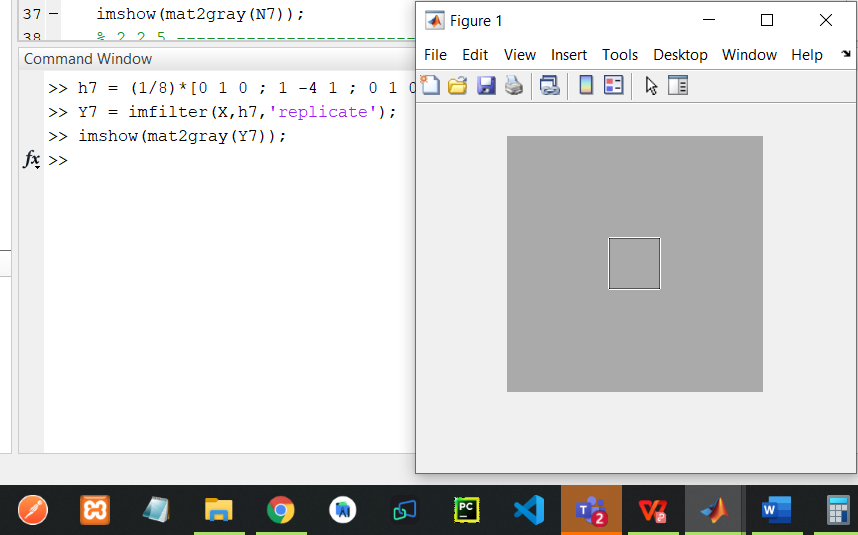 37 imshow(mat2gray(N7));
38 % 2.2.5 --------------------------
Command Window
>> h7 = (1/8)*[0 1 0 ; 1 -4 1 ; 0 1 0
>> Y7 = imfilter(X,h7,'replicate');
>> imshow(mat2gray(Y7));
fx >>
Figure 1
File Edit View Insert Tools Desktop Window Help
PC
T 2
W